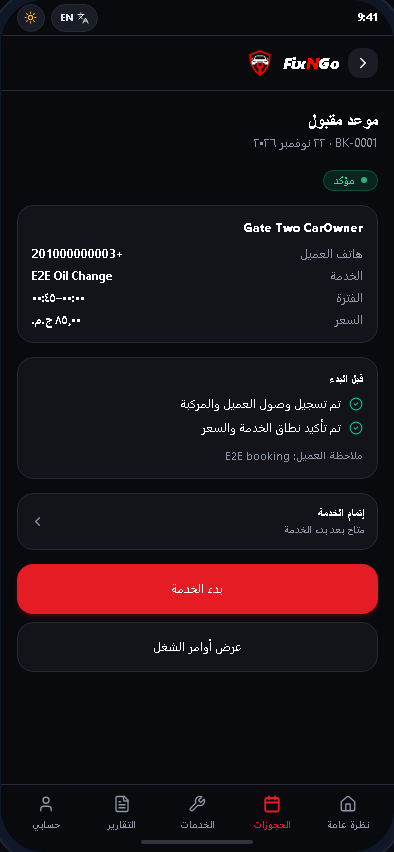 9:41
EN
FixNGo
موعد مقبول
BK-0001 · ٢٢ نوفمبر ٢٠٢٦
مؤكد
Gate Two CarOwner
هاتف العميل
201000000003+
الخدمة
E2E Oil Change
الفترة
٠٠:٠٠–٠٠:٤٥
السعر
٨٥٫٠٠ ج.م.
قبل البدء
تم تسجيل وصول العميل والمركبة
تم تأكيد نطاق الخدمة والسعر
ملاحظة العميل: E2E booking
إتمام الخدمة
متاح بعد بدء الخدمة
بدء الخدمة
عرض أوامر الشغل
نظرة عامة
الحجوزات
الخدمات
التقارير
حسابي